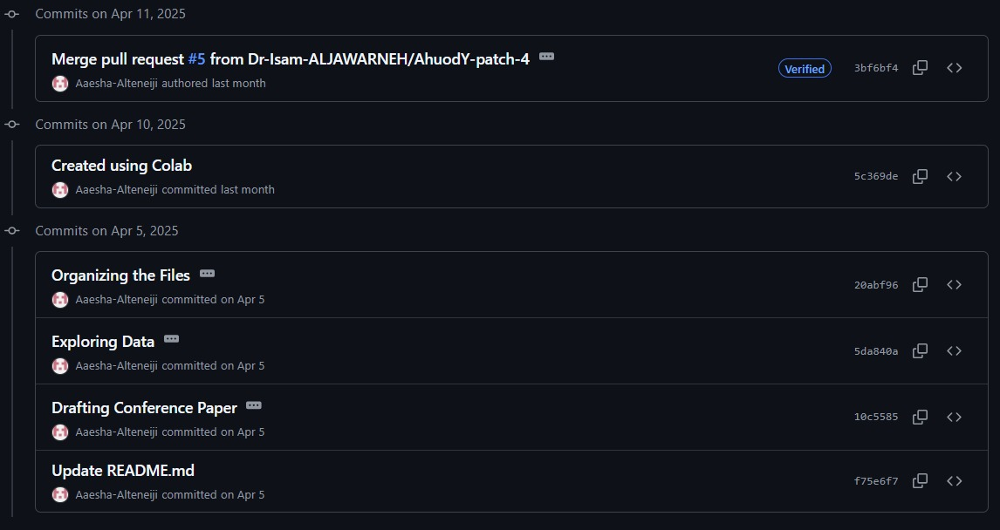 Commits on Apr 11, 2025
Merge pull request #5 from Dr-Isam-ALJAWARNEH/AhuodY-patch-4
Verified
3bf6bf4
Aaesha-Alteneiji authored last month
Commits on Apr 10, 2025
Created using Colab
5c369de
Aaesha-Alteneiji committed last month
Commits on Apr 5, 2025
Organizing the Files
20abf96
Aaesha-Alteneiji committed on Apr 5
Exploring Data
5da840a
Aaesha-Alteneiji committed on Apr 5
Drafting Conference Paper
10c5585
Aaesha-Alteneiji committed on Apr 5
Update README.md
f75e6f7
Aaesha-Alteneiji committed on Apr 5